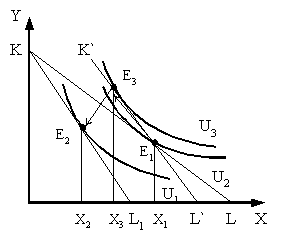 Y
K
K`
E₃
E₂
E₁
U₃
U₂
U₁
X₂ X₃ L₁ X₁ L` L X